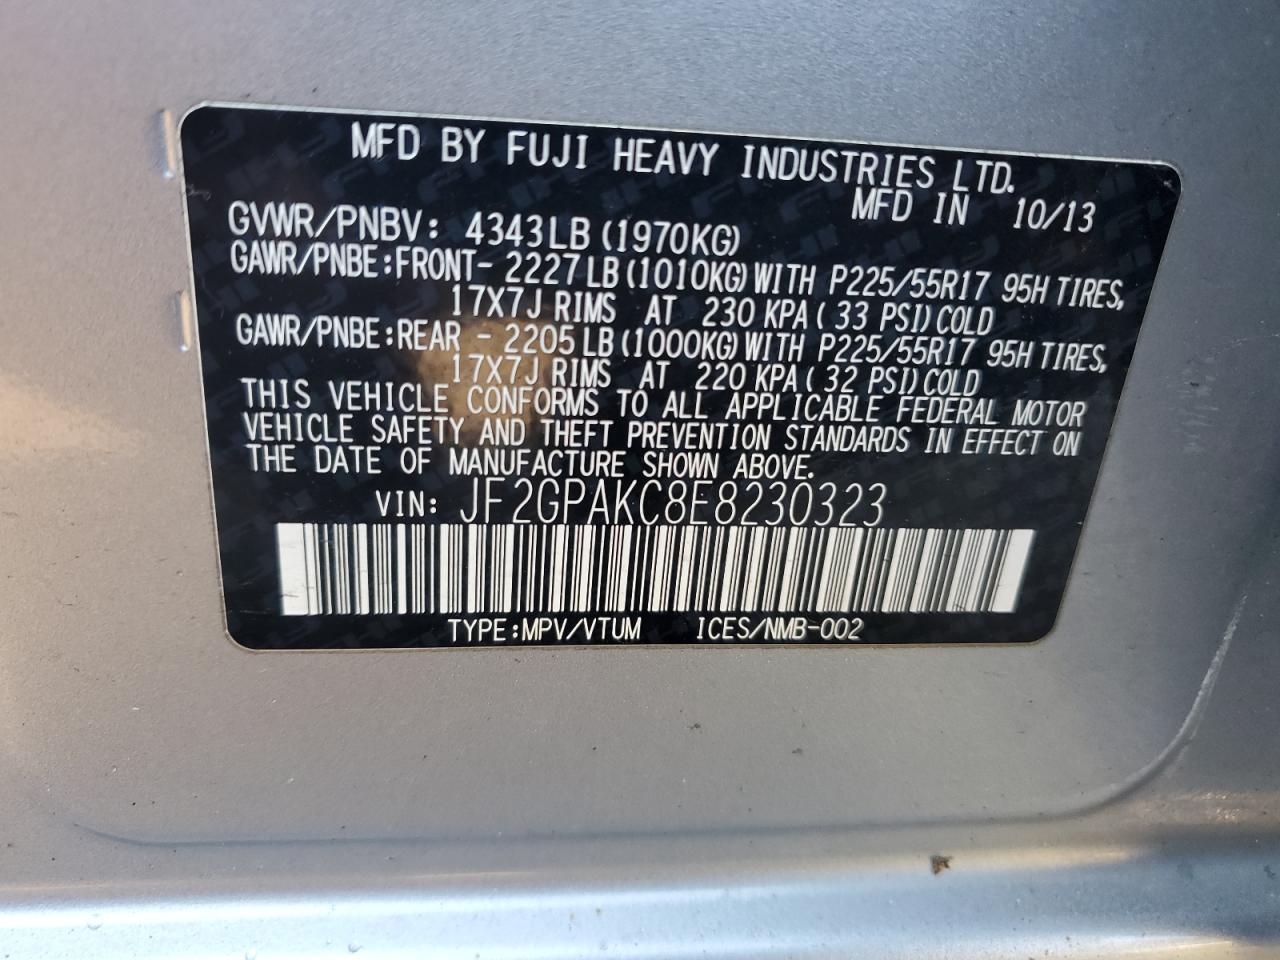 MFD BY FUJI HEAVY INDUSTRIES LTD.
MFD IN 10/13
GVWR/PNBV: 4343LB (1970KG)
GAWR/PNBE:FRONT- 2227LB(1010KG)WITH P225/55R17 95H TIRES,
17X7J RIMS AT 230 KPA( 33 PSI)COLD
GAWR/PNBE:REAR - 2205LB(1000KG)WITH P225/55R17 95H TIRES,
17X7J RIMS AT 220 KPA( 32 PSI)COLD
THIS VEHICLE CONFORMS TO ALL APPLICABLE FEDERAL MOTOR
VEHICLE SAFETY AND THEFT PREVENTION STANDARDS IN EFFECT ON
THE DATE OF MANUFACTURE SHOWN ABOVE.
VIN: JF2GPAKC8E8230323
TYPE:MPV/VTUM ICES/NMB-002